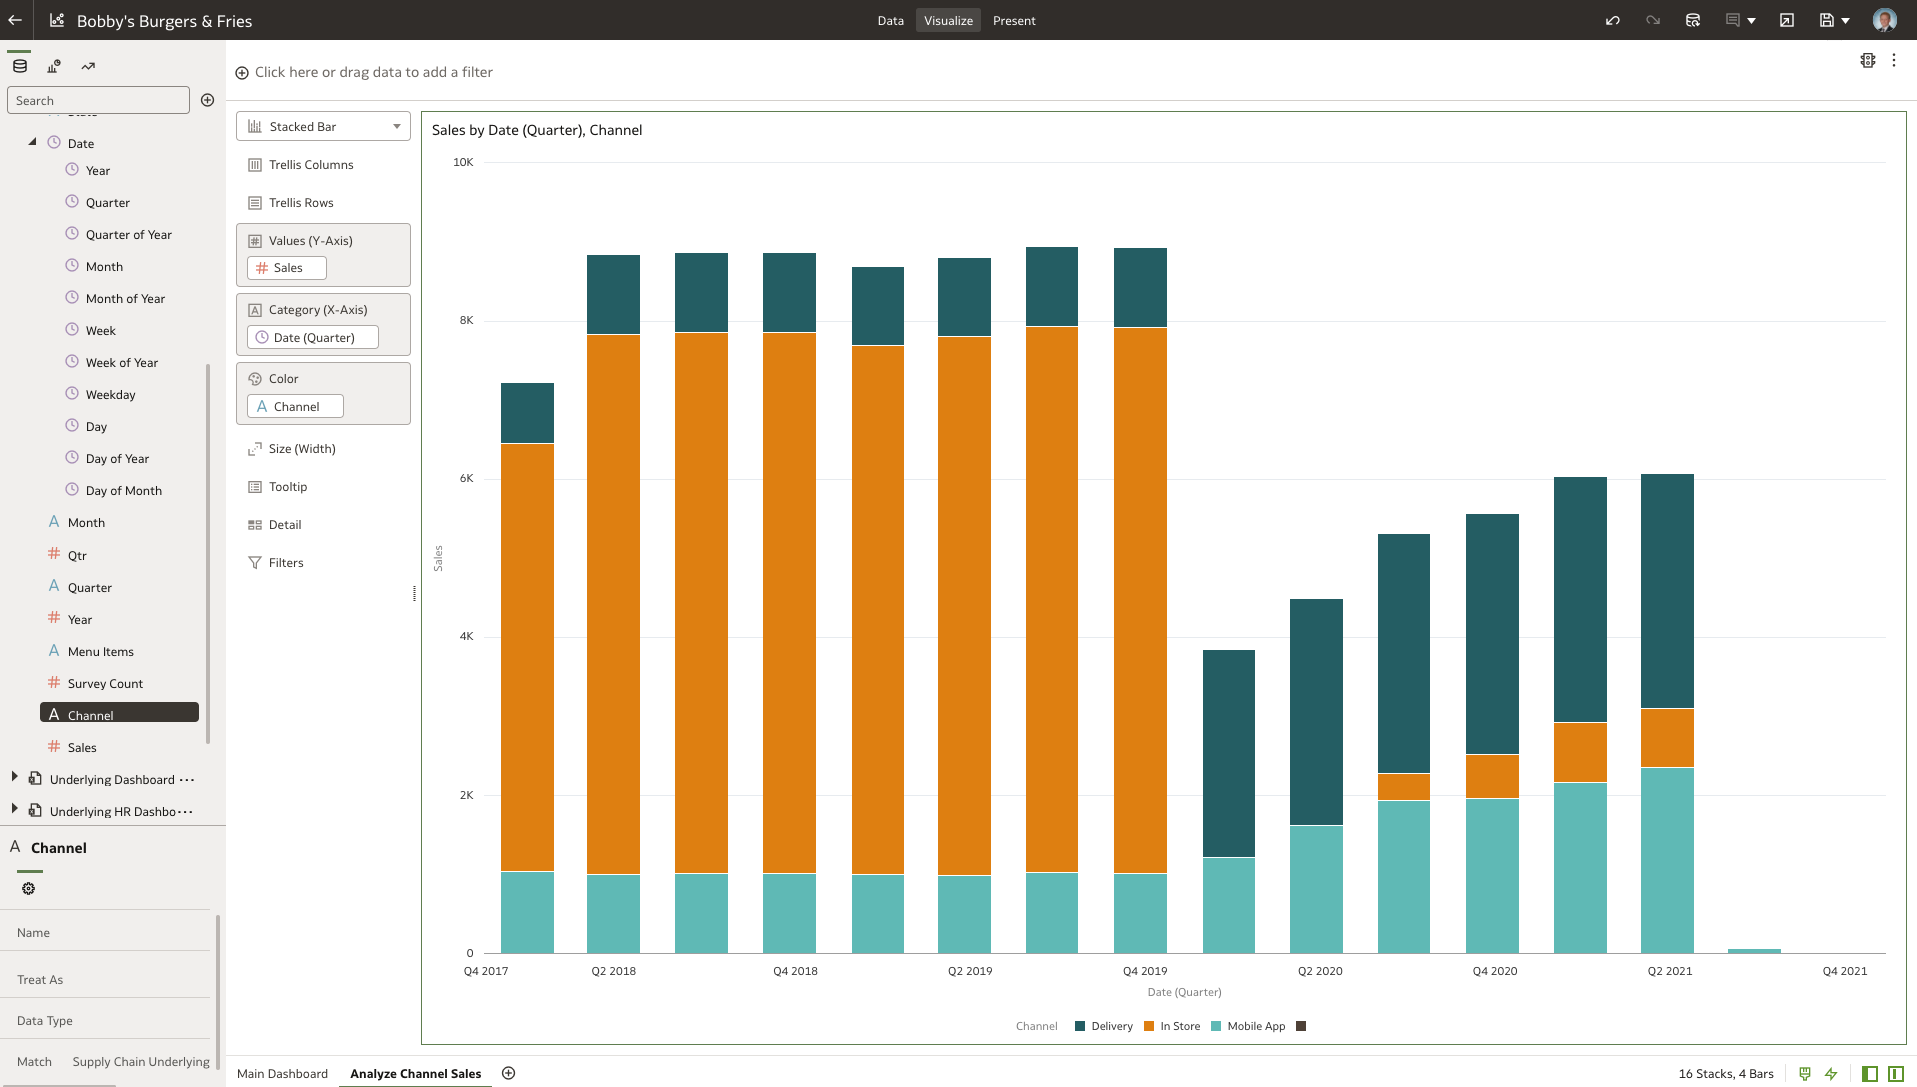 Bobby's Burgers & Fries
Data
Visualize
Present
Click here or drag data to add a filter
Search
Date
Year
Quarter
Quarter of Year
Month
Month of Year
Week
Week of Year
Weekday
Day
Day of Year
Day of Month
A Month
# Qtr
A Quarter
# Year
A Menu Items
# Survey Count
A Channel
# Sales
Underlying Dashboard ···
Underlying HR Dashbo···
A Channel
Name
Treat As
Data Type
Match Supply Chain Underlying
Stacked Bar
Trellis Columns
Trellis Rows
Values (Y-Axis)
# Sales
Category (X-Axis)
Date (Quarter)
Color
A Channel
Size (Width)
Tooltip
Detail
Filters
Sales by Date (Quarter), Channel
10K
8K
6K
4K
2K
0
Sales
Q4 2017
Q2 2018
Q4 2018
Q2 2019
Q4 2019
Q2 2020
Q4 2020
Q2 2021
Q4 2021
Date (Quarter)
Channel Delivery In Store Mobile App
Main Dashboard
Analyze Channel Sales
16 Stacks, 4 Bars